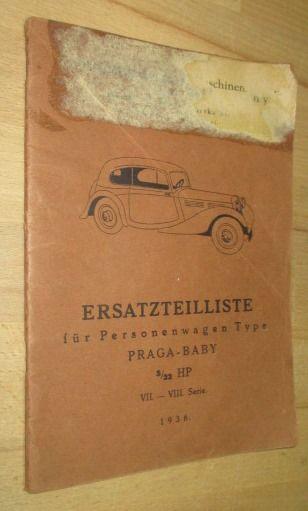 schinen
ERSATZTEILLISTE
für Personenwagen Type
PRAGA-BABY
5/22 HP
VII. — VIII. Serie.
1936.